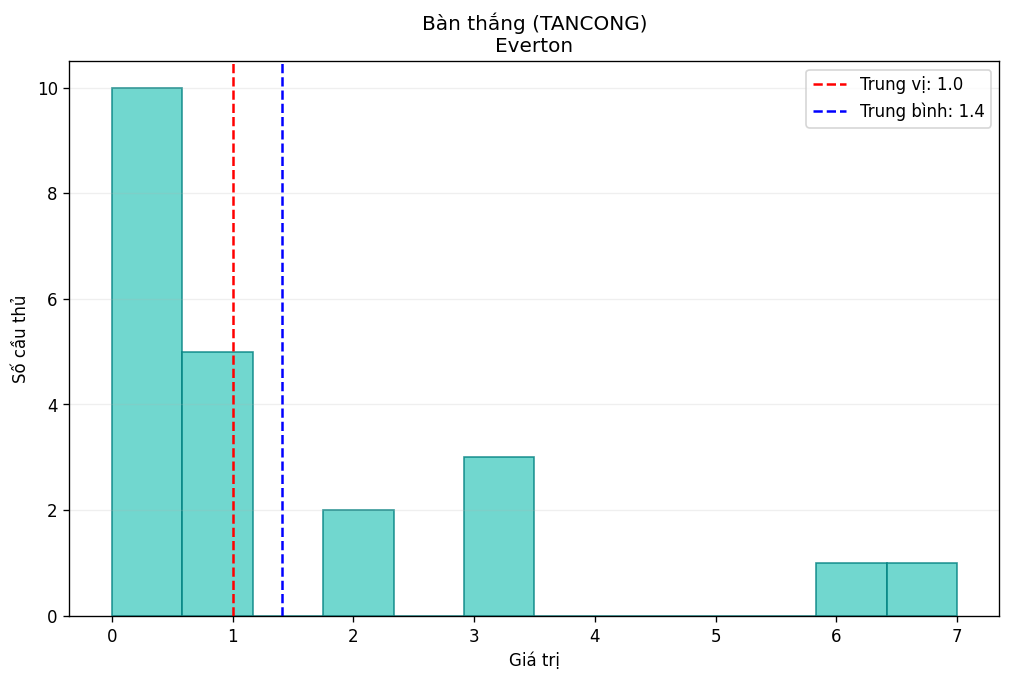 Bàn thắng (TANCONG)
Everton
Trung vị: 1.0
Trung bình: 1.4
Số cầu thủ
10
8
6
4
2
0
0 1 2 3 4 5 6 7
Giá trị